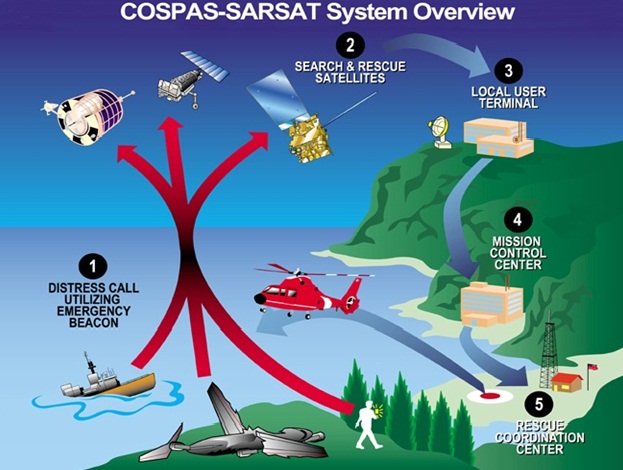 COSPAS-SARSAT System Overview
1
DISTRESS CALL
UTILIZING
EMERGENCY
BEACON
2
SEARCH & RESCUE
SATELLITES
3
LOCAL USER
TERMINAL
4
MISSION
CONTROL
CENTER
5
RESCUE
COORDINATION
CENTER